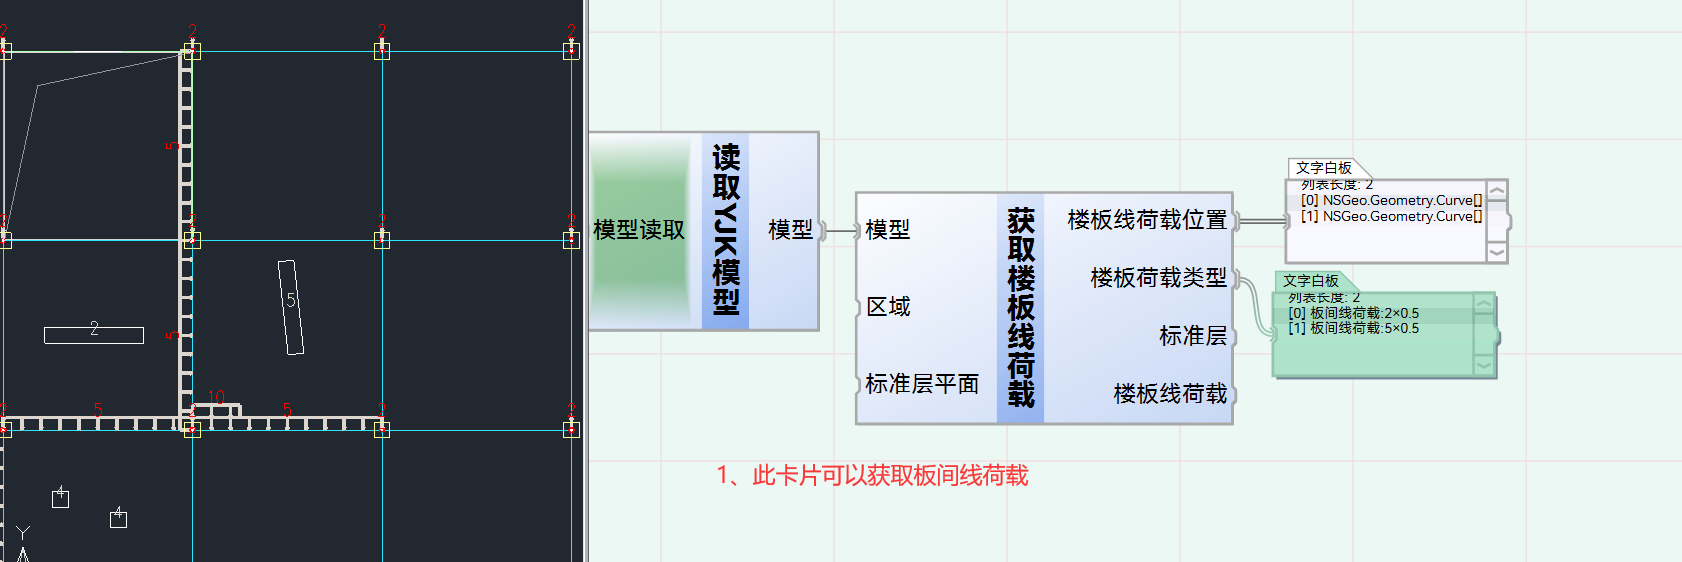 2
2
2
2
5
2
2
2
2
5
5
2
10
2
5
2
5
2
2
4
4
Y
模型读取
读取YJK模型
模型
模型
区域
标准层平面
获取楼板线荷载
楼板线荷载位置
楼板荷载类型
标准层
楼板线荷载
文字白板
列表长度: 2
[0] NSGeo.Geometry.Curve[]
[1] NSGeo.Geometry.Curve[]
文字白板
列表长度: 2
[0] 板间线荷载:2×0.5
[1] 板间线荷载:5×0.5
1、此卡片可以获取板间线荷载